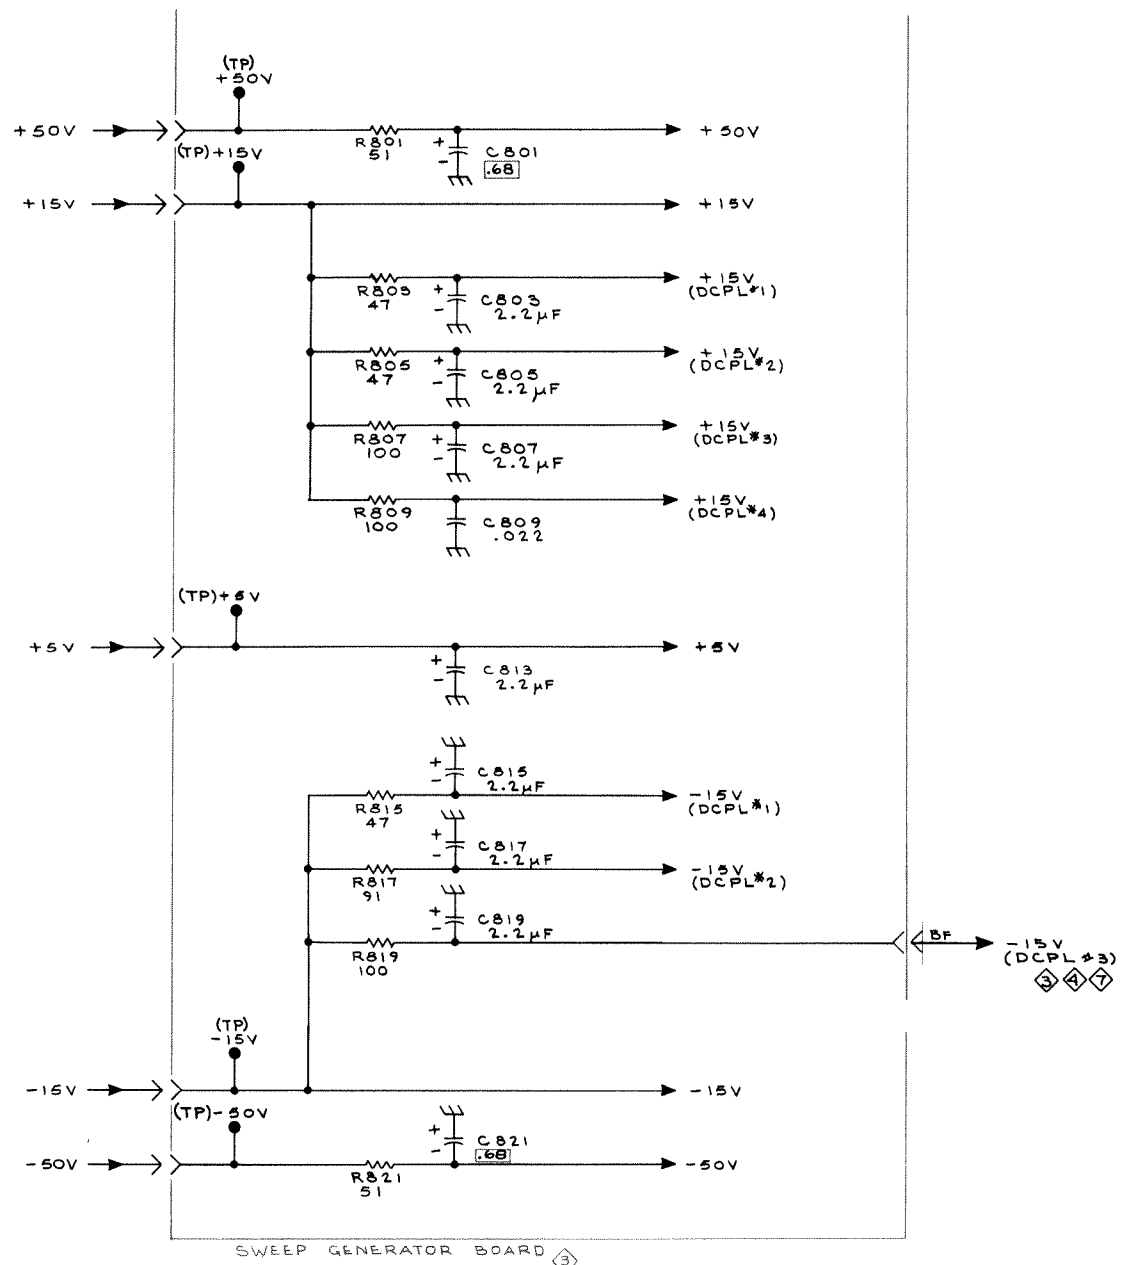 (TP)
+50V
+50V
R801
51
+
-
C801
.68
+50V
(TP)+15V
+15V
+15V
R803
47
+
-
C803
2.2µF
+15V
(DCPL#1)
R805
47
+
-
C805
2.2µF
+15V
(DCPL#2)
R807
100
+
-
C807
2.2µF
+15V
(DCPL#3)
R809
100
C809
.022
+15V
(DCPL#4)
(TP)+5V
+5V
+
-
C813
2.2µF
+5V
+
-
C815
2.2µF
R815
47
-15V
(DCPL#1)
+
-
C817
2.2µF
R817
91
-15V
(DCPL#2)
+
-
C819
2.2µF
R819
100
BF
-15V
(DCPL #3)
3 4 7
(TP)
-15V
-15V
-15V
(TP)-50V
+
-
C821
.68
-50V
R821
51
-50V
SWEEP GENERATOR BOARD 3